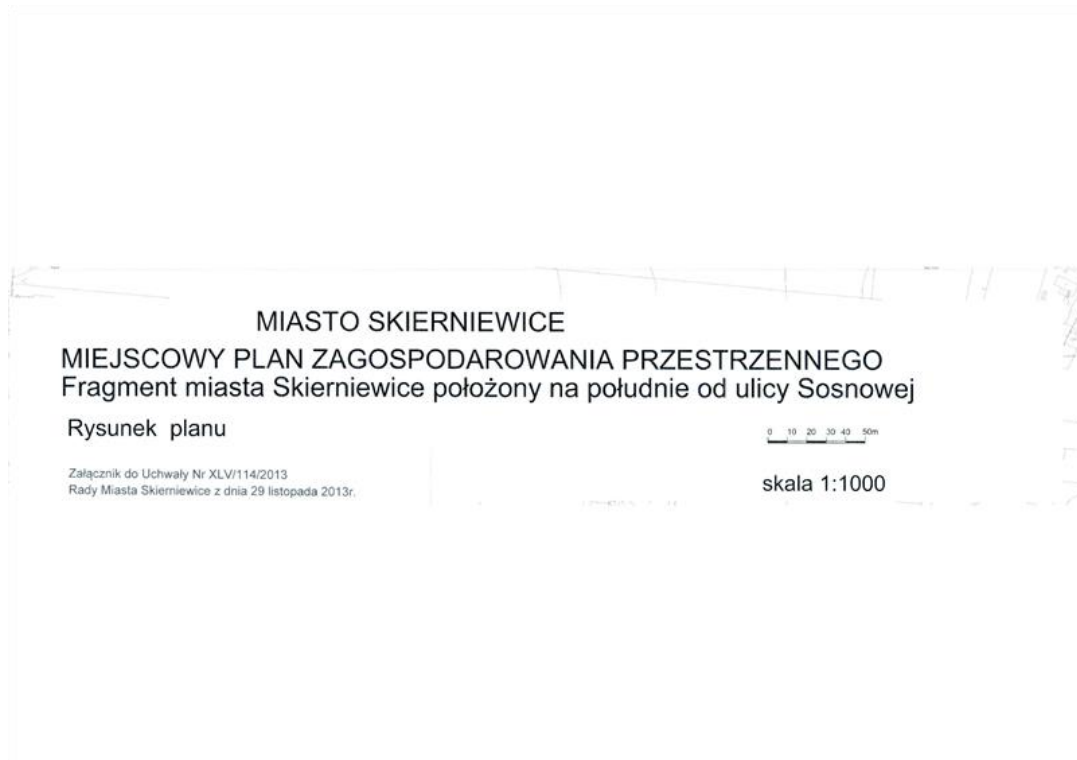 MIASTO SKIERNIEWICE
MIEJSCOWY PLAN ZAGOSPODAROWANIA PRZESTRZENNEGO
Fragment miasta Skierniewice położony na południe od ulicy Sosnowej
Rysunek planu
0 10 20 30 40 50m
Załącznik do Uchwały Nr XLV/114/2013
Rady Miasta Skierniewice z dnia 29 listopada 2013r.
skala 1:1000